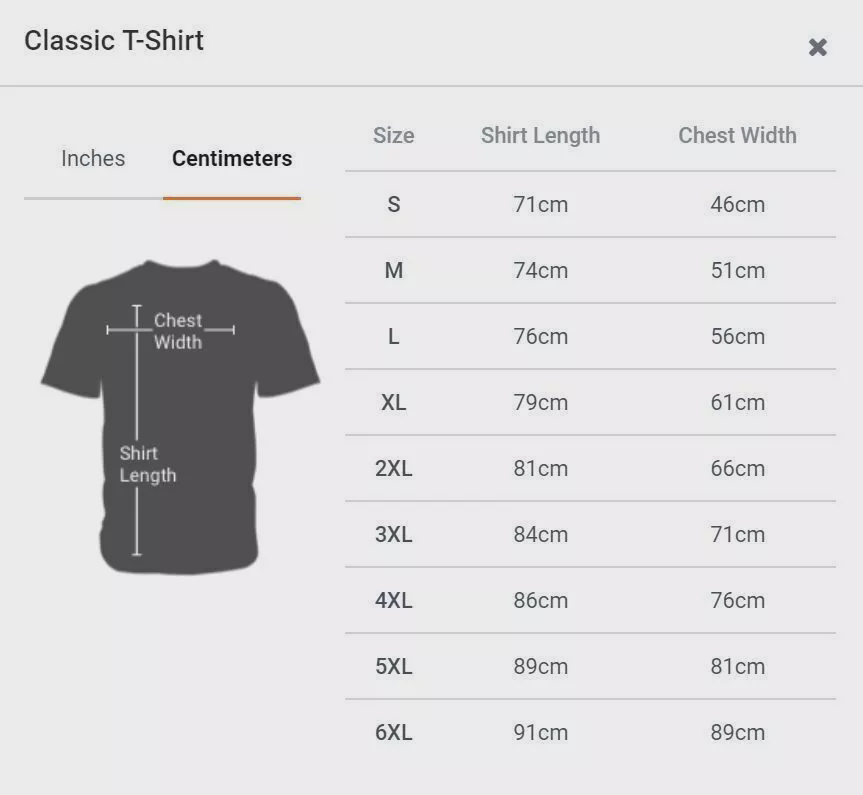 Classic T-Shirt
Inches Centimeters
Chest
Width
Shirt
Length
Size Shirt Length Chest Width
S 71cm 46cm
M 74cm 51cm
L 76cm 56cm
XL 79cm 61cm
2XL 81cm 66cm
3XL 84cm 71cm
4XL 86cm 76cm
5XL 89cm 81cm
6XL 91cm 89cm